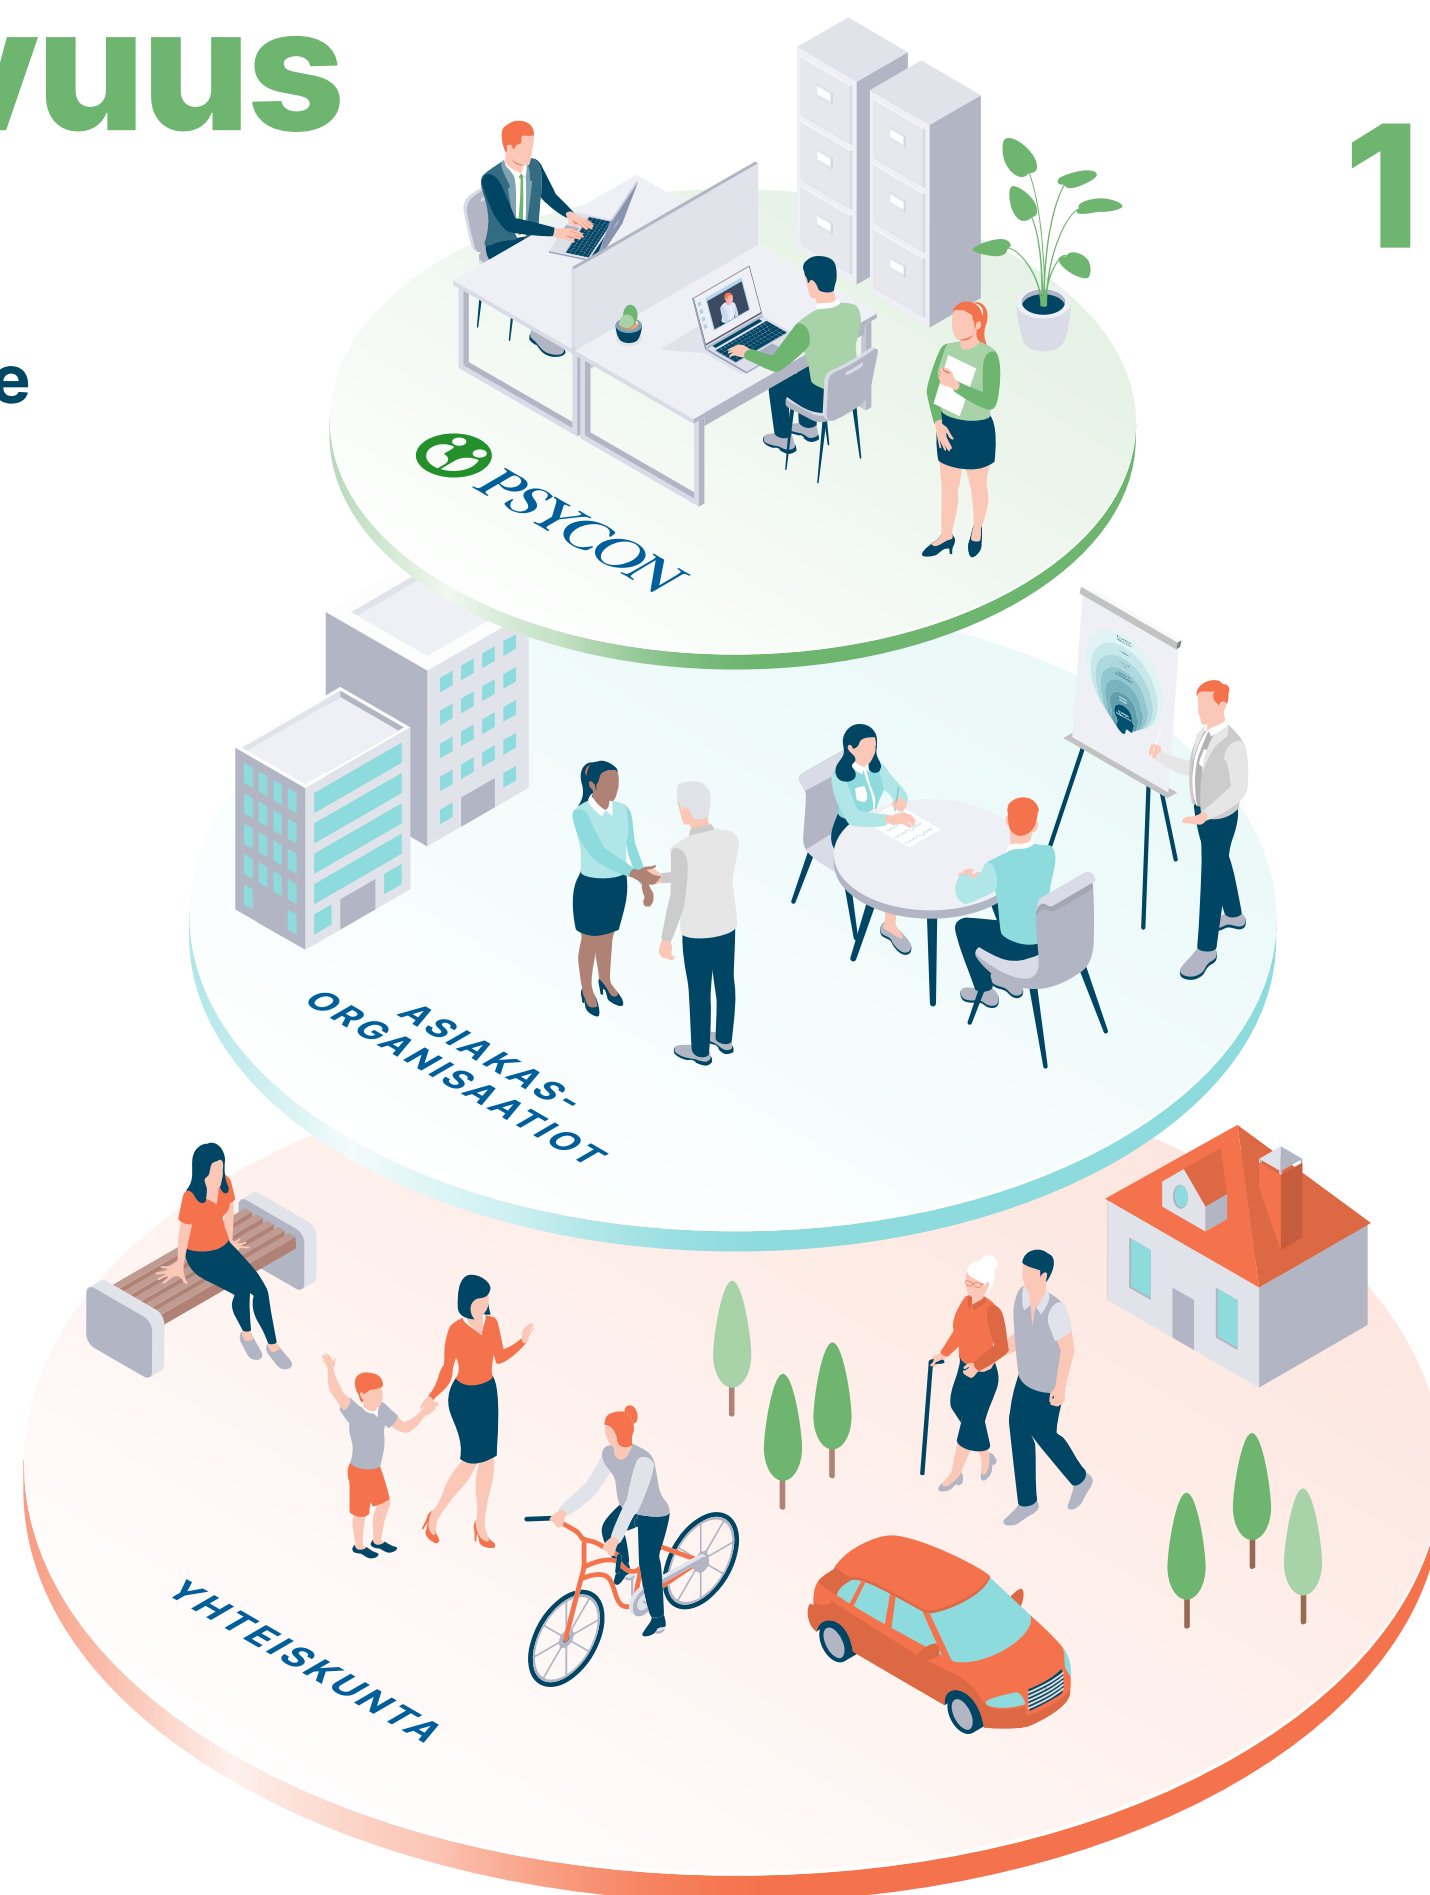 vuus
1
e
PSYCON
ASIAKAS-
ORGANISAATIOT
YHTEISKUNTA